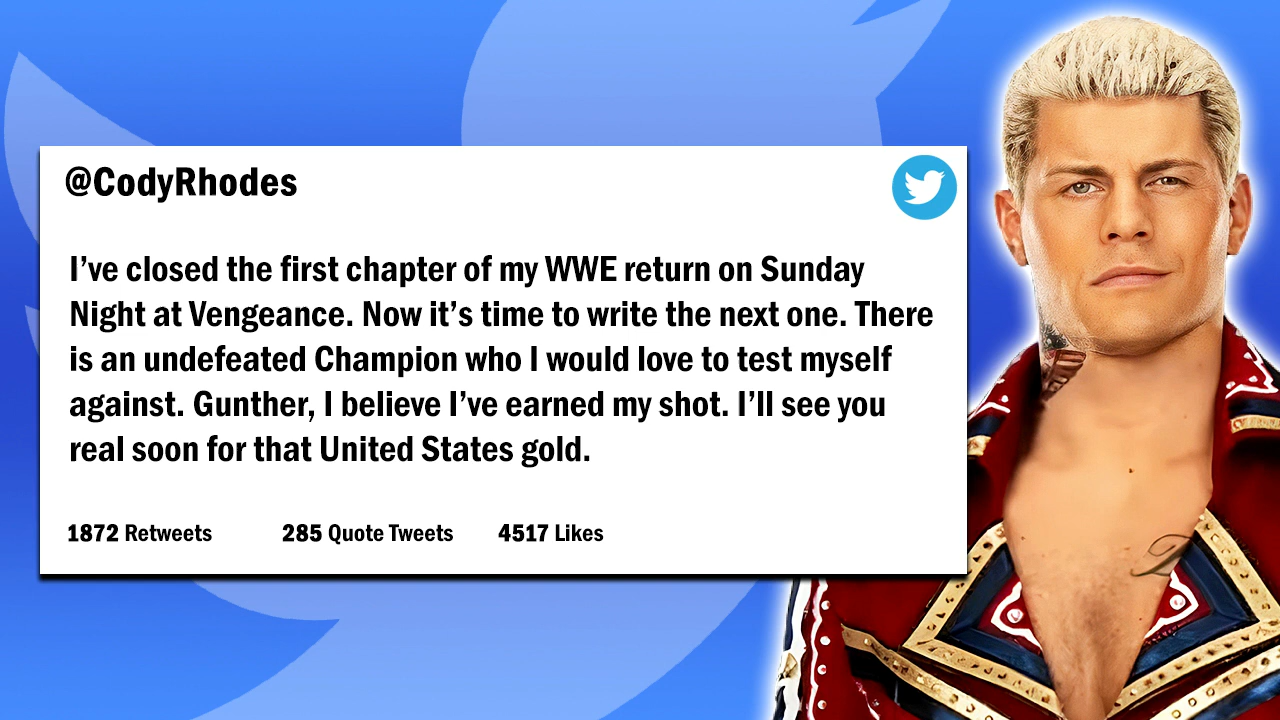 @CodyRhodes
I’ve closed the first chapter of my WWE return on Sunday
Night at Vengeance. Now it’s time to write the next one. There
is an undefeated Champion who I would love to test myself
against. Gunther, I believe I’ve earned my shot. I’ll see you
real soon for that United States gold.
1872 Retweets 285 Quote Tweets 4517 Likes